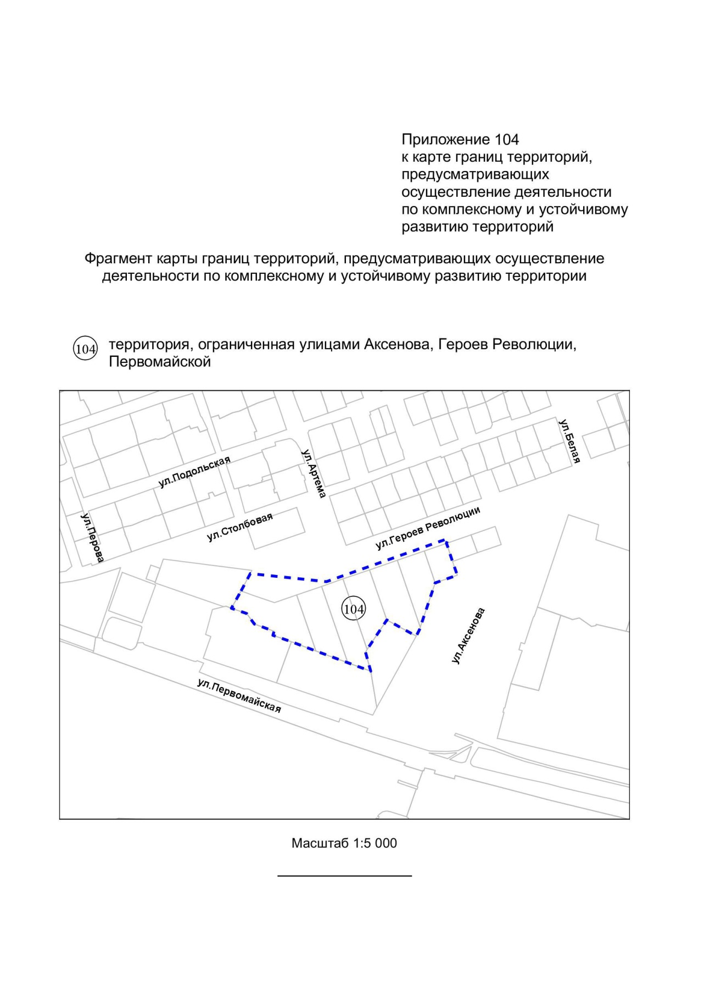 Приложение 104
к карте границ территорий,
предусматривающих
осуществление деятельности
по комплексному и устойчивому
развитию территорий
Фрагмент карты границ территорий, предусматривающих осуществление
деятельности по комплексному и устойчивому развитию территории
104 территория, ограниченная улицами Аксенова, Героев Революции,
Первомайской
ул.Белая
ул.Подольская
ул.Артема
ул.Перова
ул.Столбовая
ул.Героев Революции
104
ул.Аксенова
ул.Первомайская
Масштаб 1:5 000